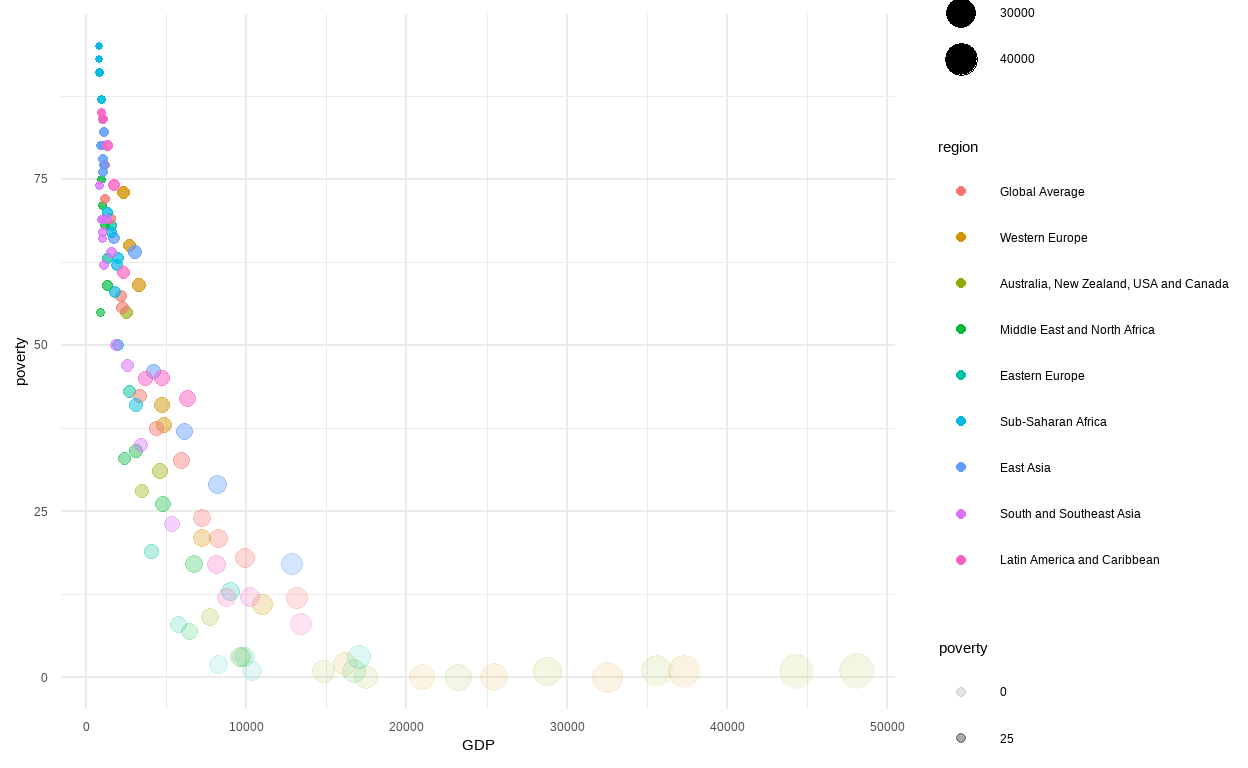 75
50
25
0
poverty
0
10000
20000
30000
40000
50000
GDP
30000
40000
region
Global Average
Western Europe
Australia, New Zealand, USA and Canada
Middle East and North Africa
Eastern Europe
Sub-Saharan Africa
East Asia
South and Southeast Asia
Latin America and Caribbean
poverty
0
25